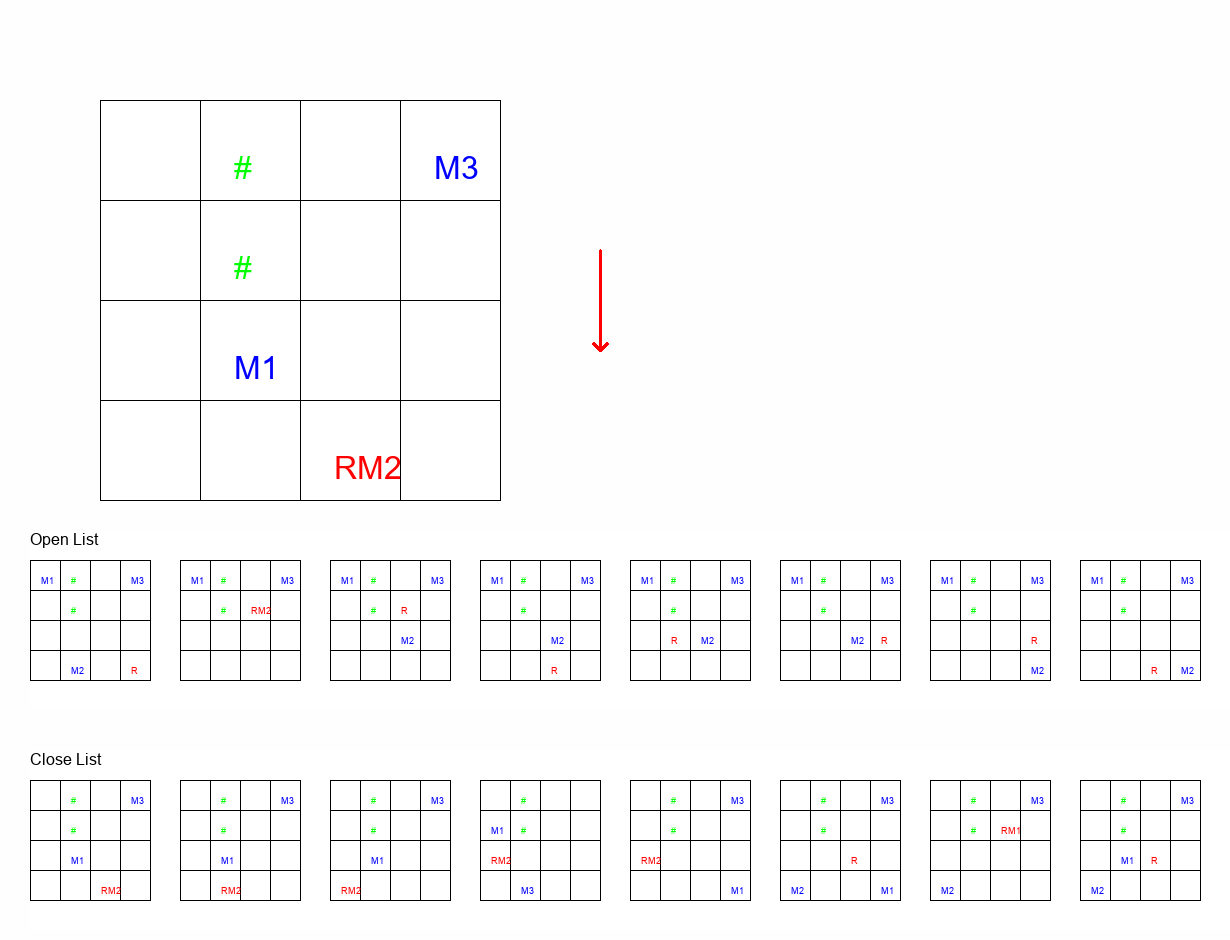 # M3
#
M1
RM2
Open List
M1 # M3 M1 # M3 M1 # M3 M1 # M3 M1 # M3 M1 # M3 M1 # M3 M1 # M3
# # RM2 # R # # # # #
M2 M2 R M2 M2 R R
M2 R R M2 R M2
Close List
# M3 # M3 # M3 # # M3 # M3 # M3 # M3
# # # M1 # # # # RM1 #
M1 M1 M1 RM2 RM2 R M1 R
RM2 RM2 RM2 M3 M1 M2 M1 M2 M2